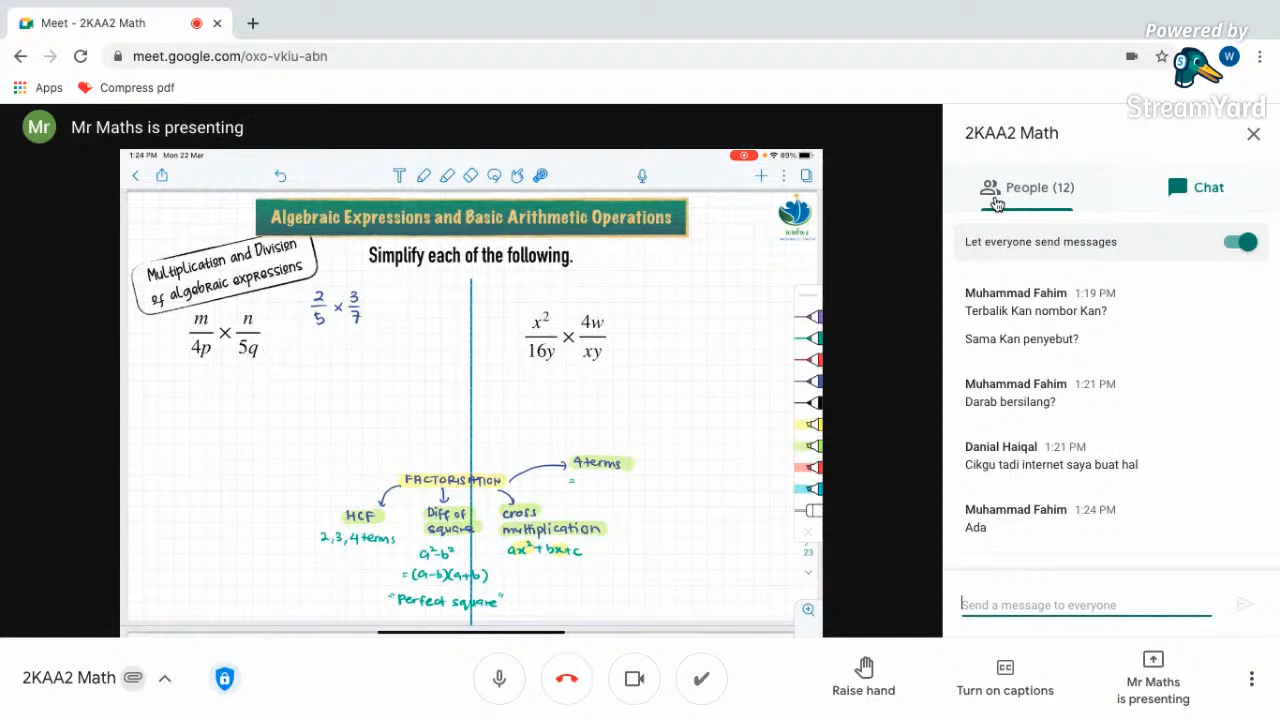 Meet - 2KAA2 Math
meet.google.com/oxo-vkiu-abn
W
Apps
Compress pdf
Powered by
S
StreamYard
Mr
Mr Maths is presenting
1:24 PM Mon 22 Mar
89%
T
Algebraic Expressions and Basic Arithmetic Operations
Simplify each of the following.
Multiplication and Division
of algebraic expressions
2/5 × 3/7
m/4p × n/5q
x²/16y × 4w/xy
FACTORISATION
4 terms
=
HCF
2,3,4 terms
Diff of
square
a²-b²
=(a-b)(a+b)
"Perfect square"
cross
multiplication
ax²+bx+c
23
2KAA2 Math
People (12)
Chat
Let everyone send messages
Muhammad Fahim 1:19 PM
Terbalik Kan nombor Kan?
Sama Kan penyebut?
Muhammad Fahim 1:21 PM
Darab bersilang?
Danial Haiqal 1:21 PM
Cikgu tadi internet saya buat hal
Muhammad Fahim 1:24 PM
Ada
Send a message to everyone
2KAA2 Math
Raise hand
Turn on captions
Mr Maths
is presenting